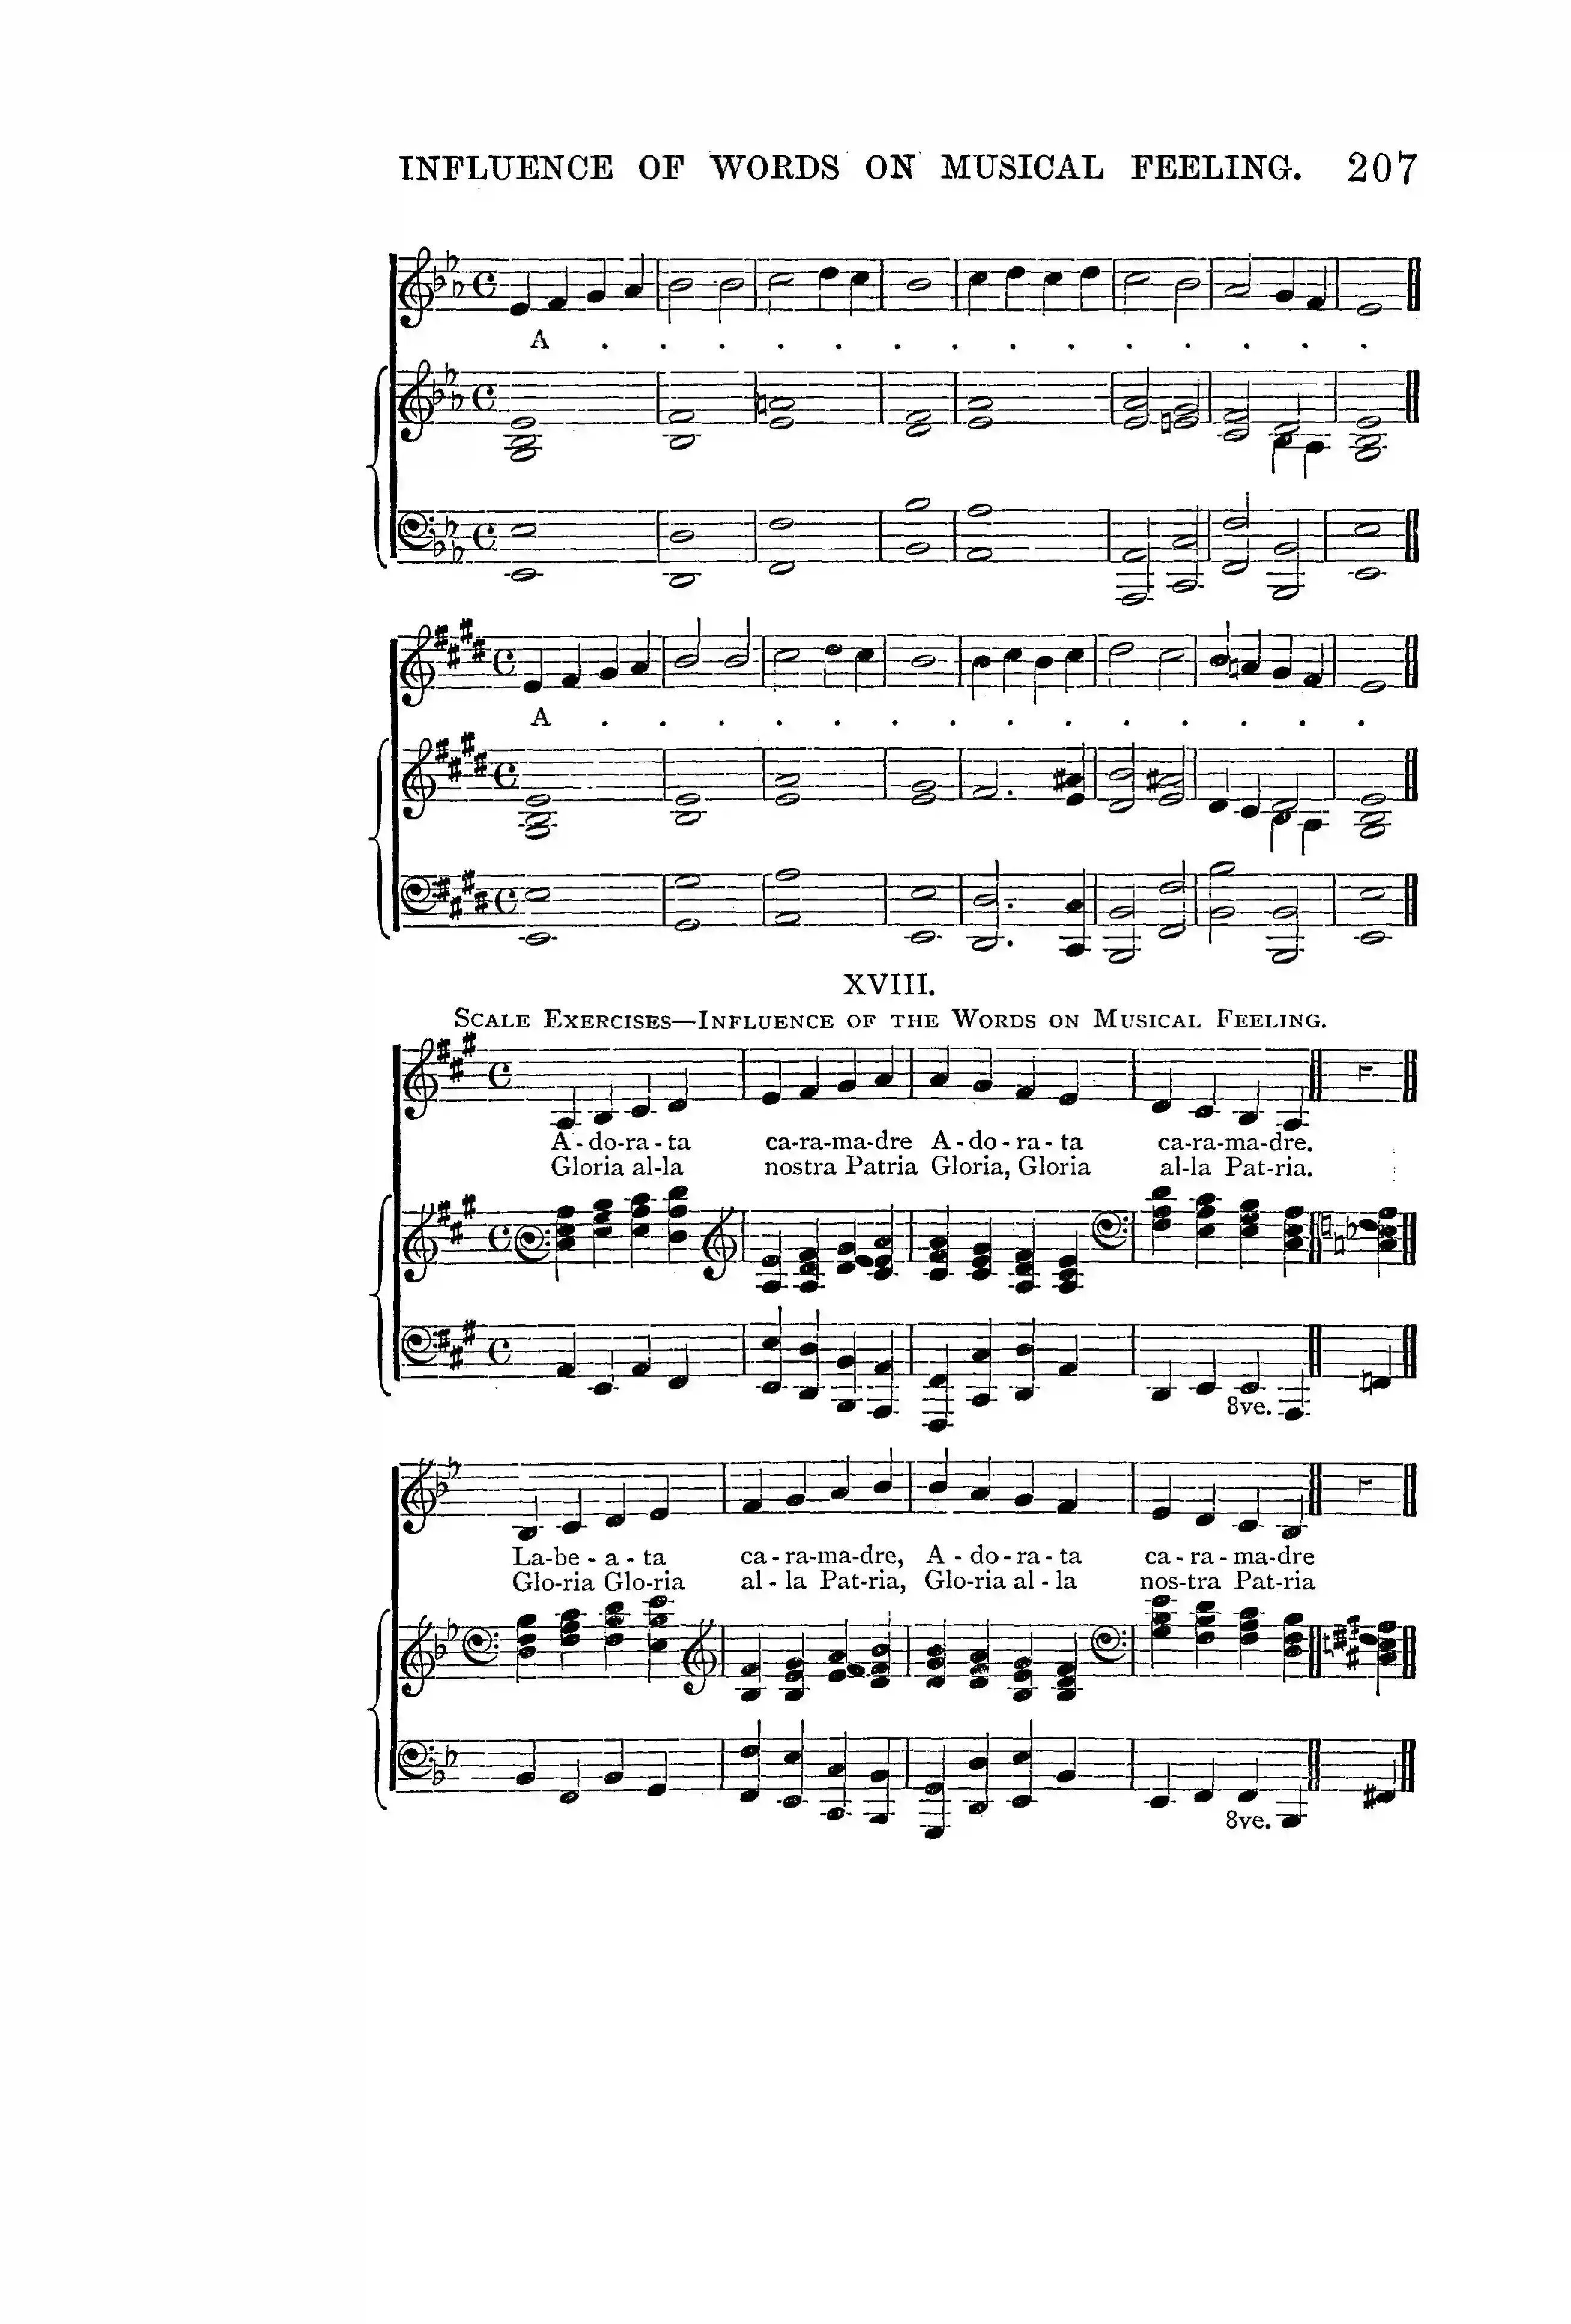 INFLUENCE OF WORDS ON MUSICAL FEELING. 207
A . . . . . . . . . . . . . .
A . . . . . . . . . . . . . .
XVIII.
SCALE EXERCISES—INFLUENCE OF THE WORDS ON MUSICAL FEELING.
A-do-ra-ta ca-ra-ma-dre A-do-ra-ta ca-ra-ma-dre.
Gloria al-la nostra Patria Gloria, Gloria al-la Pat-ria.
8ve.
La-be-a-ta ca-ra-ma-dre, A-do-ra-ta ca-ra-ma-dre
Glo-ria Glo-ria al-la Pat-ria, Glo-ria al-la nos-tra Pat-ria
8ve.